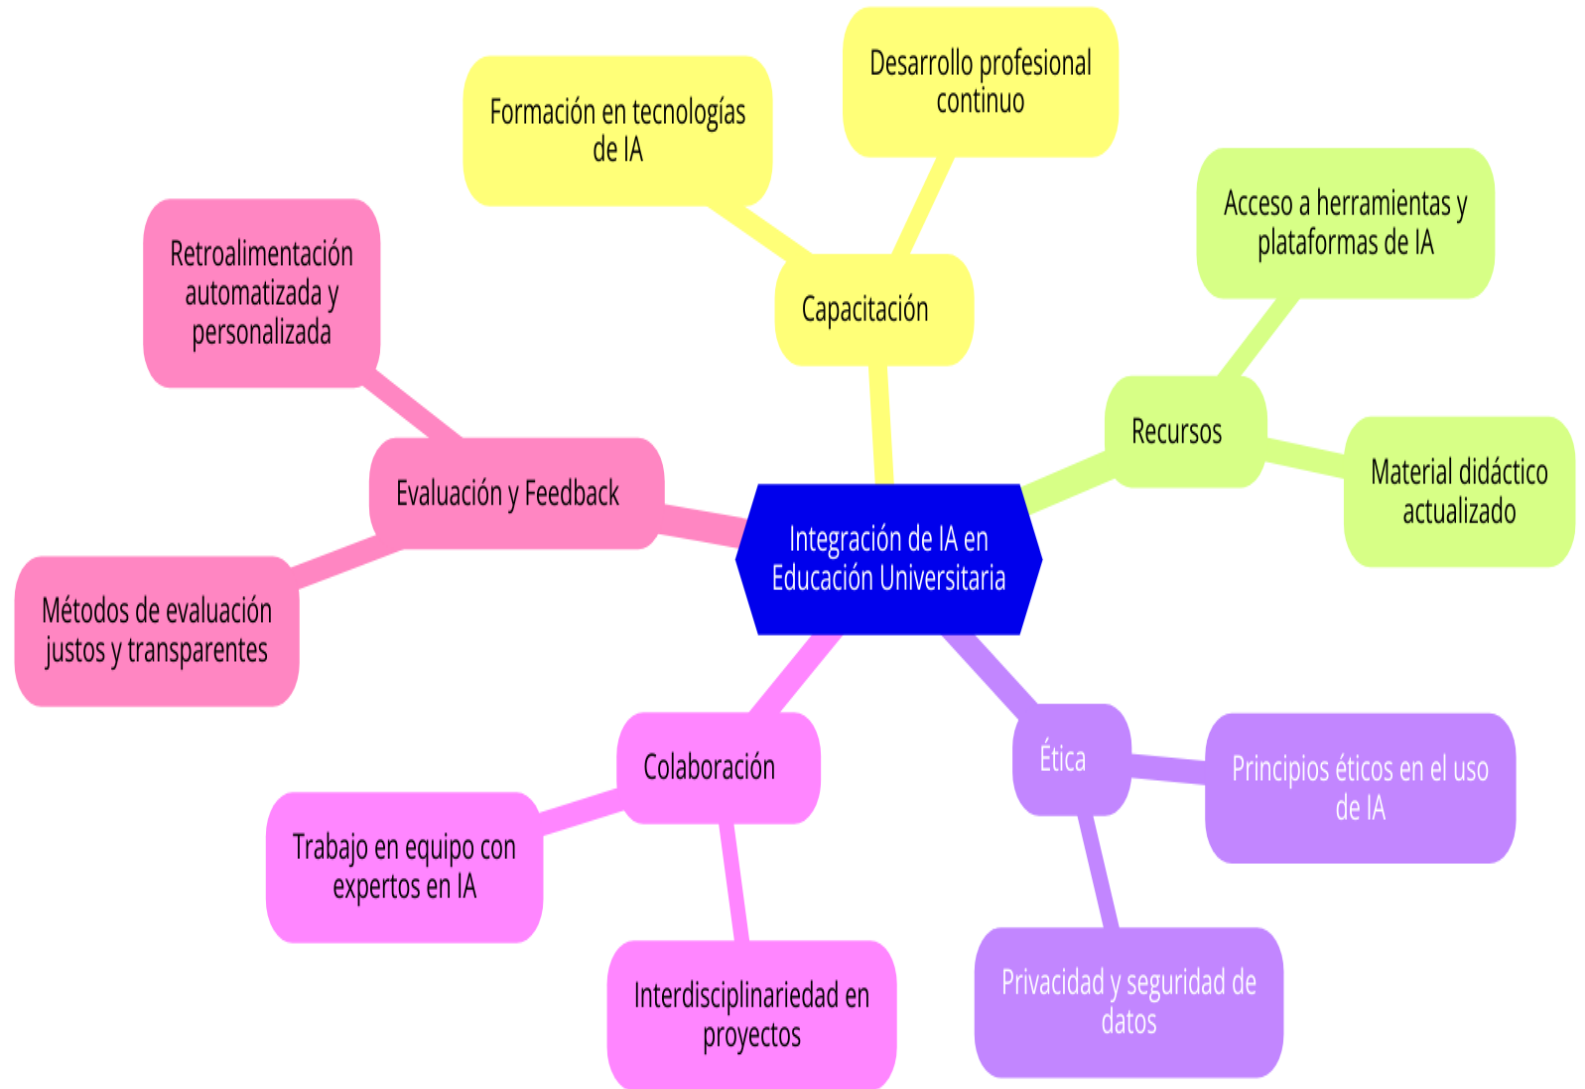 Desarrollo profesional
continuo
Formación en tecnologías
de IA
Capacitación
Acceso a herramientas y
plataformas de IA
Recursos
Material didáctico
actualizado
Retroalimentación
automatizada y
personalizada
Evaluación y Feedback
Métodos de evaluación
justos y transparentes
Integración de IA en
Educación Universitaria
Colaboración
Trabajo en equipo con
expertos en IA
Interdisciplinariedad en
proyectos
Ética
Principios éticos en el uso
de IA
Privacidad y seguridad de
datos